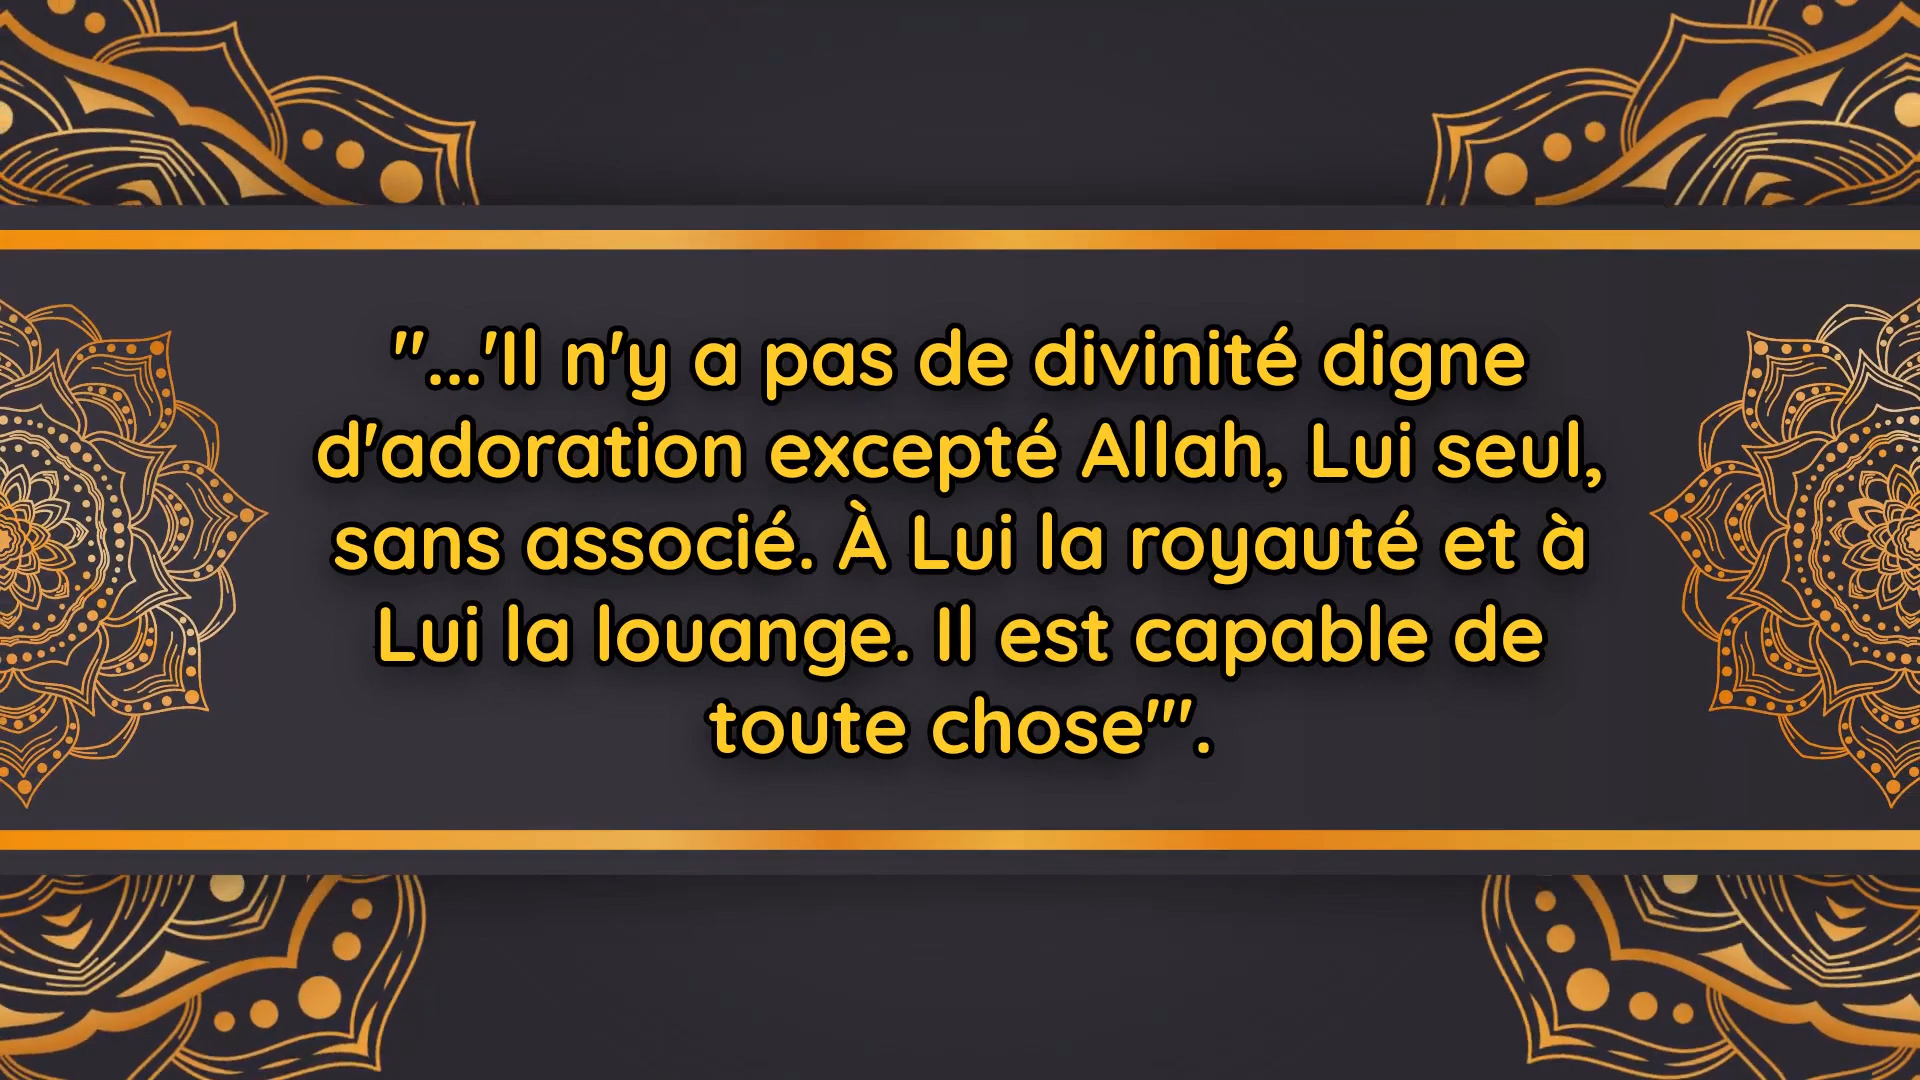 "...'Il n'y a pas de divinité digne
d'adoration excepté Allah, Lui seul,
sans associé. À Lui la royauté et à
Lui la louange. Il est capable de
toute chose'".